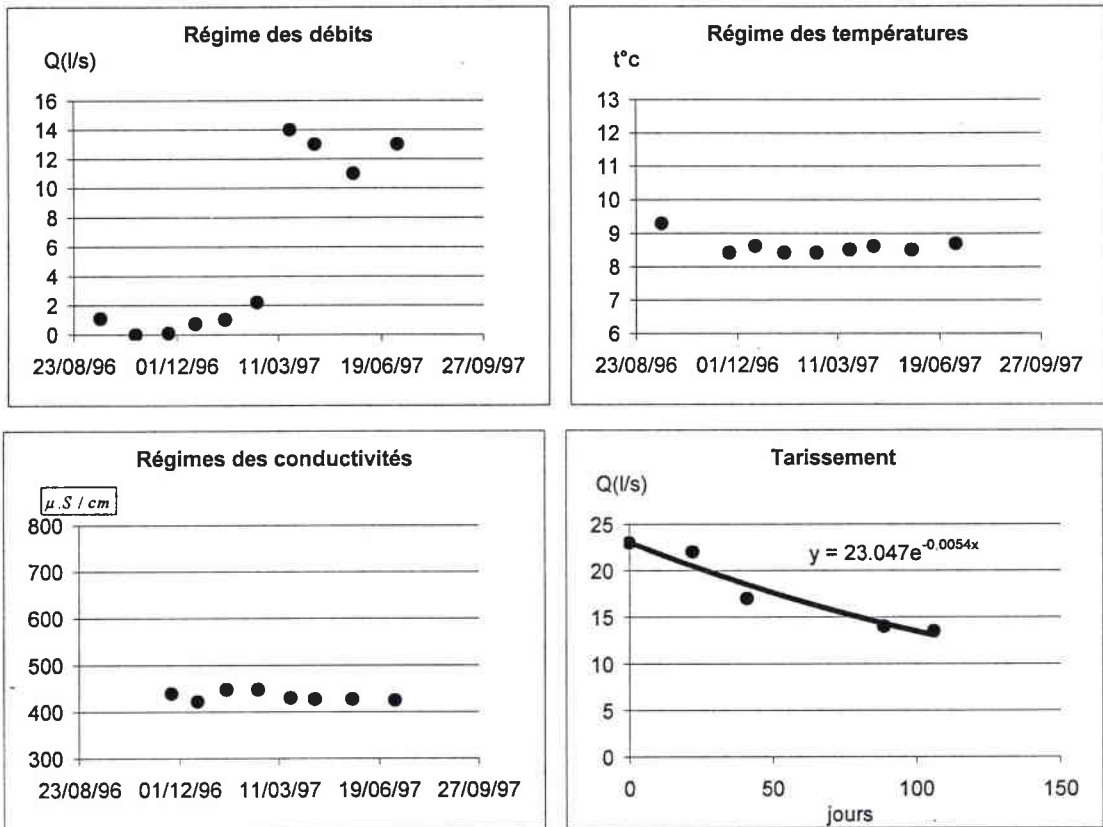 Régime des débits
Q(l/s)
16
14
12
10
8
6
4
2
0
23/08/96 01/12/96 11/03/97 19/06/97 27/09/97
Régime des températures
t°c
13
12
11
10
9
8
7
6
23/08/96 01/12/96 11/03/97 19/06/97 27/09/97
Régimes des conductivités
µ.S / cm
800
700
600
500
400
300
23/08/96 01/12/96 11/03/97 19/06/97 27/09/97
Tarissement
Q(l/s)
y = 23.047e^-0.0054x
25
20
15
10
5
0
0 50 100 150
jours